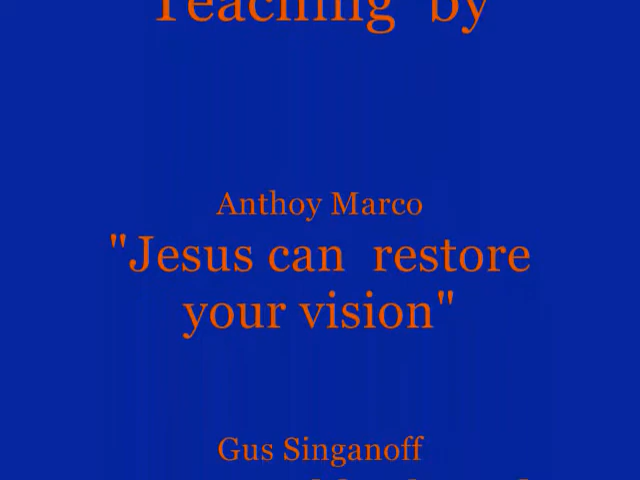 Teaching by
Anthoy Marco
"Jesus can restore
your vision"
Gus Singanoff